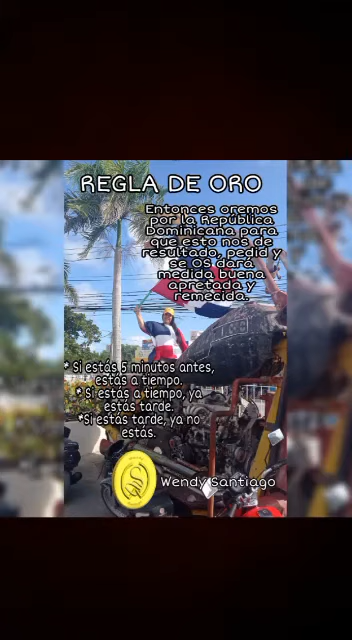 REGLA DE ORO
Entonces oremos
por la República
Dominicana para
que esto nos de
resultado, pedid y
se OS dará
medida buena
apretada y
remecida.
* Si estás 5 minutos antes,
estás a tiempo.
* Si estás a tiempo, ya
estás tarde.
*Si estás tarde, ya no
estás.
Wendy Santiago